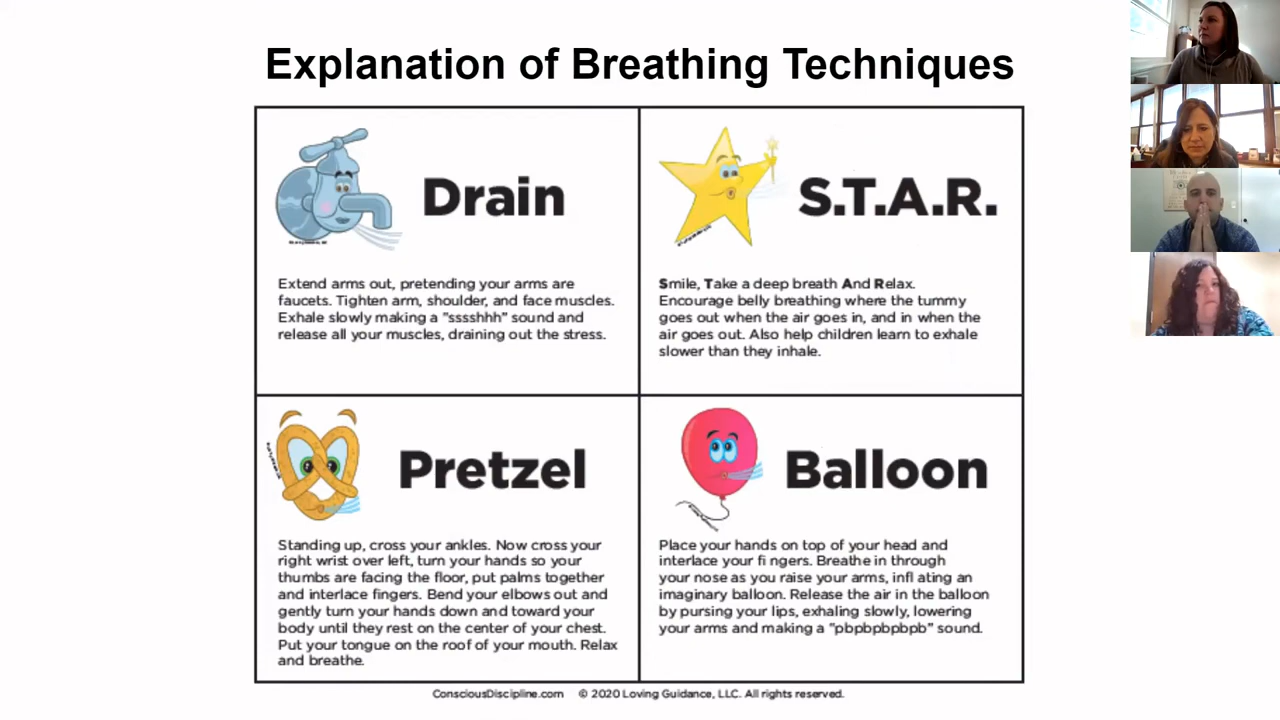 Explanation of Breathing Techniques
Drain
Extend arms out, pretending your arms are
faucets. Tighten arm, shoulder, and face muscles.
Exhale slowly making a "sssshhh" sound and
release all your muscles, draining out the stress.
S.T.A.R.
Smile, Take a deep breath And Relax.
Encourage belly breathing where the tummy
goes out when the air goes in, and in when the
air goes out. Also help children learn to exhale
slower than they inhale.
Pretzel
Standing up, cross your ankles. Now cross your
right wrist over left, turn your hands so your
thumbs are facing the floor, put palms together
and interlace fingers. Bend your elbows out and
gently turn your hands down and toward your
body until they rest on the center of your chest.
Put your tongue on the roof of your mouth. Relax
and breathe.
Balloon
Place your hands on top of your head and
interlace your fi ngers. Breathe in through
your nose as you raise your arms, infl ating an
imaginary balloon. Release the air in the balloon
by pursing your lips, exhaling slowly, lowering
your arms and making a "pbpbpbpbpb" sound.
ConsciousDiscipline.com © 2020 Loving Guidance, LLC. All rights reserved.